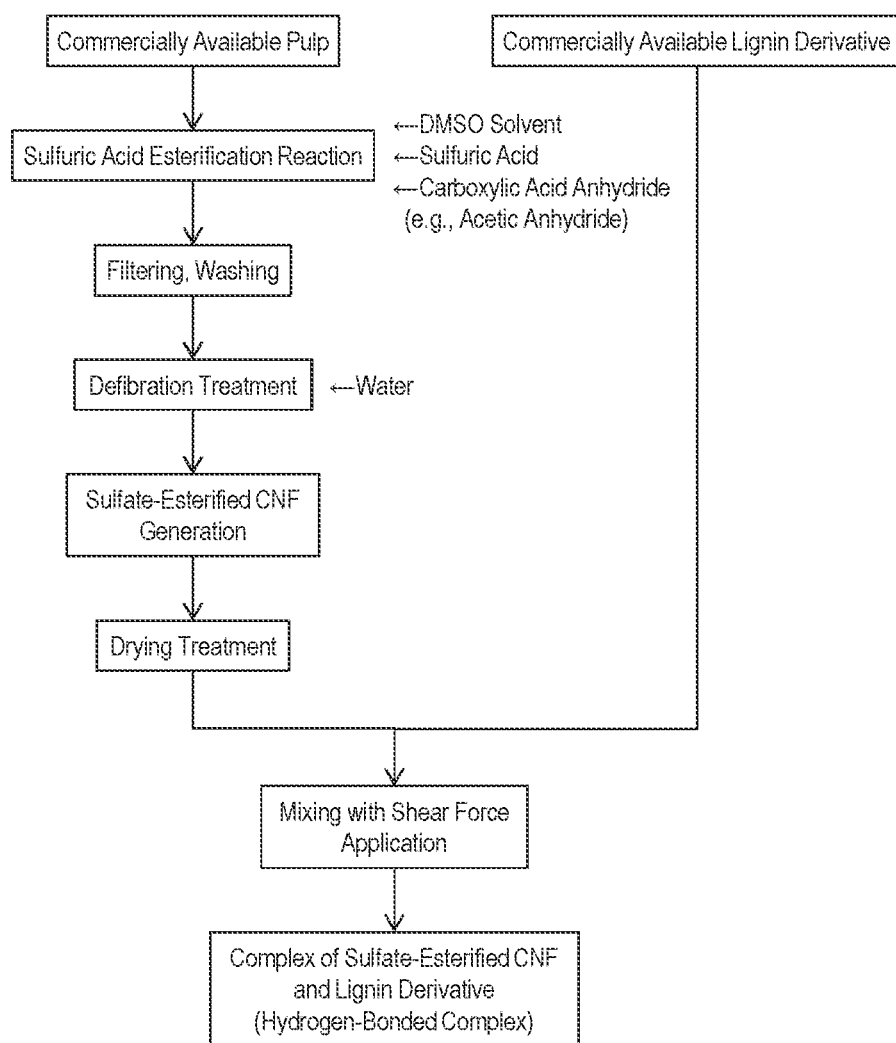 Commercially Available Pulp
Commercially Available Lignin Derivative
Sulfuric Acid Esterification Reaction
←DMSO Solvent
←Sulfuric Acid
←Carboxylic Acid Anhydride
(e.g., Acetic Anhydride)
Filtering, Washing
Defibration Treatment
←Water
Sulfate-Esterified CNF
Generation
Drying Treatment
Mixing with Shear Force
Application
Complex of Sulfate-Esterified CNF
and Lignin Derivative
(Hydrogen-Bonded Complex)